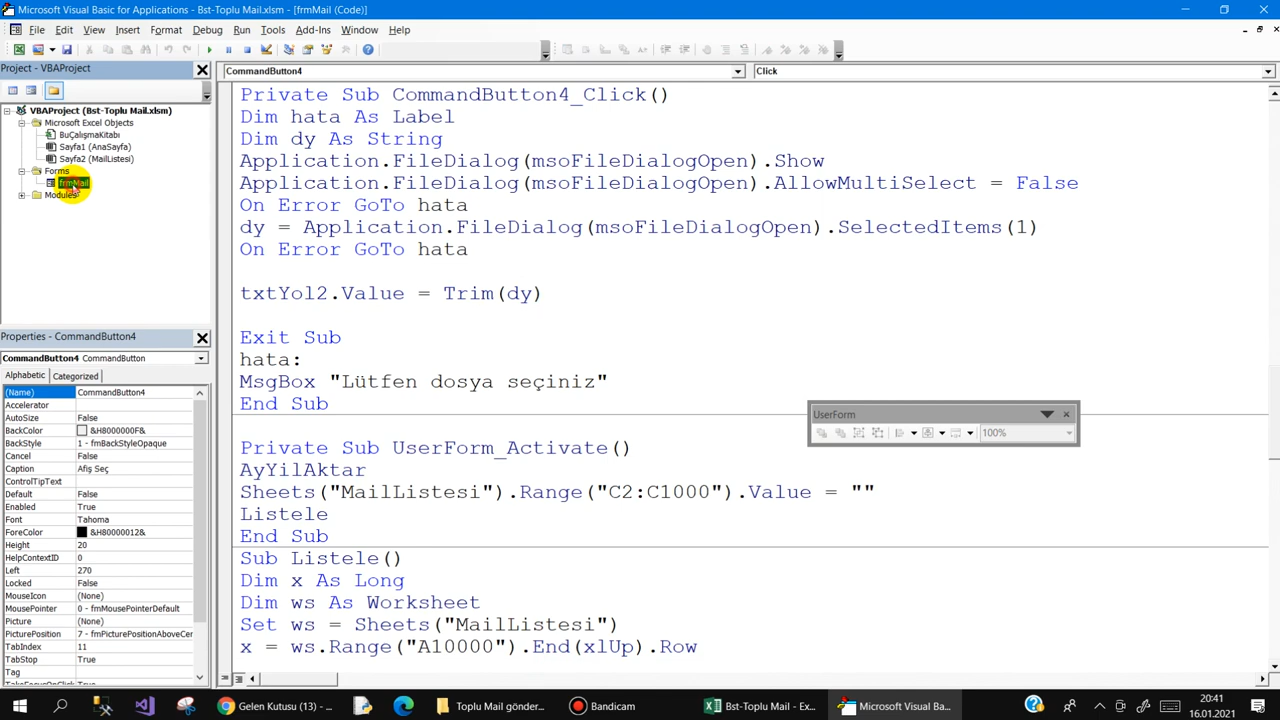 Microsoft Visual Basic for Applications - Bst-Toplu Mail.xlsm - [frmMail (Code)]
File Edit View Insert Format Debug Run Tools Add-Ins Window Help
Project - VBAProject
VBAProject (Bst-Toplu Mail.xlsm)
Microsoft Excel Objects
BuÇalışmaKitabı
Sayfa1 (AnaSayfa)
Sayfa2 (MailListesi)
Forms
frmMail
Modules
Properties - CommandButton4
CommandButton4 CommandButton
Alphabetic Categorized
(Name) CommandButton4
Accelerator
AutoSize False
BackColor &H8000000F&
BackStyle 1 - fmBackStyleOpaque
Cancel False
Caption Afiş Seç
ControlTipText
Default False
Enabled True
Font Tahoma
ForeColor &H80000012&
Height 20
HelpContextID 0
Left 270
Locked False
MouseIcon (None)
MousePointer 0 - fmMousePointerDefault
Picture (None)
PicturePosition 7 - fmPicturePositionAboveCen
TabIndex 11
TabStop True
Tag
TakeFocusOnClick True
CommandButton4 Click
Private Sub CommandButton4_Click()
Dim hata As Label
Dim dy As String
Application.FileDialog(msoFileDialogOpen).Show
Application.FileDialog(msoFileDialogOpen).AllowMultiSelect = False
On Error GoTo hata
dy = Application.FileDialog(msoFileDialogOpen).SelectedItems(1)
On Error GoTo hata
txtYol2.Value = Trim(dy)
Exit Sub
hata:
MsgBox "Lütfen dosya seçiniz"
End Sub
Private Sub UserForm_Activate()
AyYilAktar
Sheets("MailListesi").Range("C2:C1000").Value = ""
Listele
End Sub
Sub Listele()
Dim x As Long
Dim ws As Worksheet
Set ws = Sheets("MailListesi")
x = ws.Range("A10000").End(xlUp).Row
UserForm
100%
Gelen Kutusu (13) - ...
Toplu Mail gönder...
Bandicam
Bst-Toplu Mail - Exc...
Microsoft Visual Ba...
20:41
16.01.2021